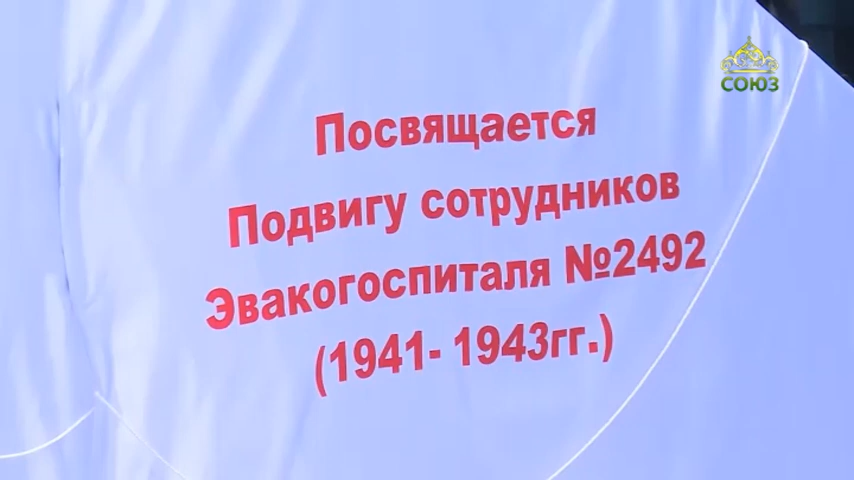 СОЮЗ
Посвящается
Подвигу сотрудников
Эвакогоспиталя №2492
(1941- 1943гг.)